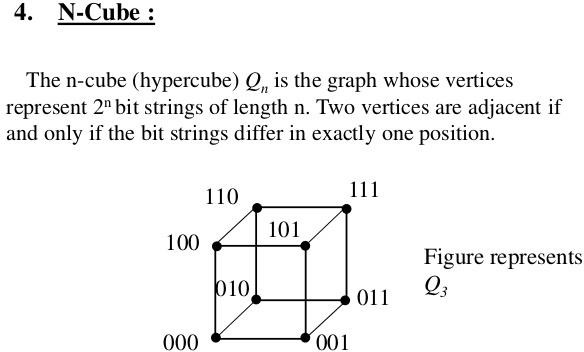 4. N-Cube :
The n-cube (hypercube) Qn is the graph whose vertices
represent 2ⁿ bit strings of length n. Two vertices are adjacent if
and only if the bit strings differ in exactly one position.
110
111
100
101
Figure represents
Q₃
010
011
000
001